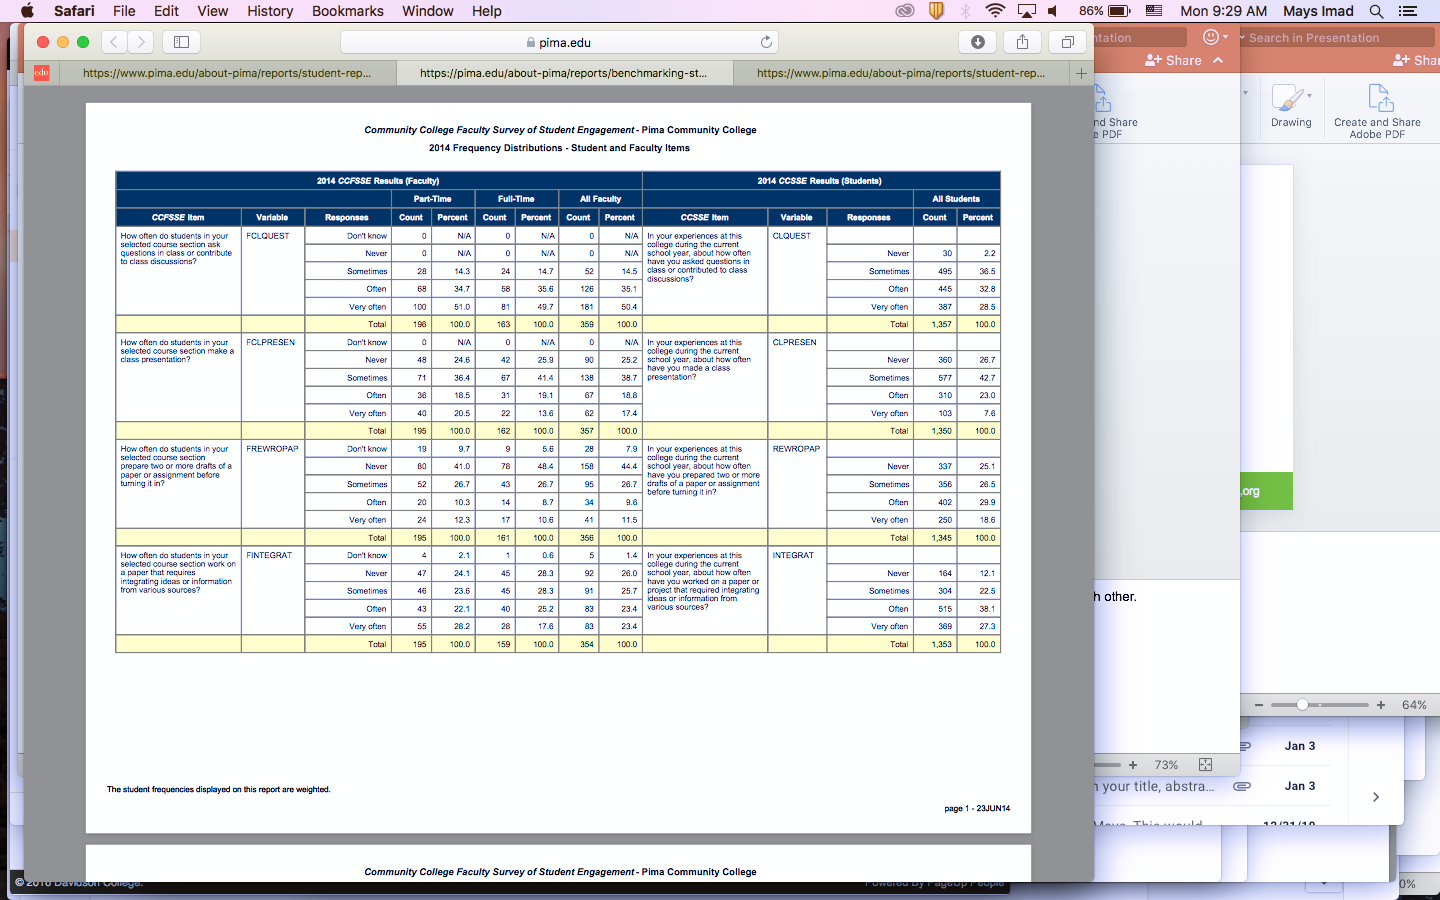 Safari File Edit View History Bookmarks Window Help 86% Mon 9:29 AM Mays Imad
pima.edu
edu https://www.pima.edu/about-pima/reports/student-rep... https://pima.edu/about-pima/reports/benchmarking-st... https://www.pima.edu/about-pima/reports/student-rep... +
Community College Faculty Survey of Student Engagement - Pima Community College
2014 Frequency Distributions - Student and Faculty Items
2014 CCFSSE Results (Faculty) 2014 CCSSE Results (Students)
Part-Time Full-Time All Faculty All Students
CCFSSE Item Variable Responses Count Percent Count Percent Count Percent CCSSE Item Variable Responses Count Percent
How often do students in your
selected course section ask
questions in class or contribute
to class discussions?
FCLQUEST
Don't know 0 N/A 0 N/A 0 N/A
Never 0 N/A 0 N/A 0 N/A
Sometimes 28 14.3 24 14.7 52 14.5
Often 68 34.7 58 35.6 126 35.1
Very often 100 51.0 81 49.7 181 50.4
Total 196 100.0 163 100.0 359 100.0
In your experiences at this
college during the current
school year, about how often
have you asked questions in
class or contributed to class
discussions?
CLQUEST
Never 30 2.2
Sometimes 495 36.5
Often 445 32.8
Very often 387 28.5
Total 1,357 100.0
How often do students in your
selected course section make a
class presentation?
FCLPRESEN
Don't know 0 N/A 0 N/A 0 N/A
Never 48 24.6 42 25.9 90 25.2
Sometimes 71 36.4 67 41.4 138 38.7
Often 36 18.5 31 19.1 67 18.8
Very often 40 20.5 22 13.6 62 17.4
Total 195 100.0 162 100.0 357 100.0
In your experiences at this
college during the current
school year, about how often
have you made a class
presentation?
CLPRESEN
Never 360 26.7
Sometimes 577 42.7
Often 310 23.0
Very often 103 7.6
Total 1,350 100.0
How often do students in your
selected course section
prepare two or more drafts of a
paper or assignment before
turning it in?
FREWROPAP
Don't know 19 9.7 9 5.6 28 7.9
Never 80 41.0 78 48.4 158 44.4
Sometimes 52 26.7 43 26.7 95 26.7
Often 20 10.3 14 8.7 34 9.6
Very often 24 12.3 17 10.6 41 11.5
Total 195 100.0 161 100.0 356 100.0
In your experiences at this
college during the current
school year, about how often
have you prepared two or more
drafts of a paper or assignment
before turning it in?
REWROPAP
Never 337 25.1
Sometimes 356 26.5
Often 402 29.9
Very often 250 18.6
Total 1,345 100.0
How often do students in your
selected course section work on
a paper that requires
integrating ideas or information
from various sources?
FINTEGRAT
Don't know 4 2.1 1 0.6 5 1.4
Never 47 24.1 45 28.3 92 26.0
Sometimes 46 23.6 45 28.3 91 25.7
Often 43 22.1 40 25.2 83 23.4
Very often 55 28.2 28 17.6 83 23.4
Total 195 100.0 159 100.0 354 100.0
In your experiences at this
college during the current
school year, about how often
have you worked on a paper or
project that required integrating
ideas or information from
various sources?
INTEGRAT
Never 164 12.1
Sometimes 304 22.5
Often 515 38.1
Very often 369 27.3
Total 1,353 100.0
The student frequencies displayed on this report are weighted.
page 1 - 23JUN14
Community College Faculty Survey of Student Engagement - Pima Community College
ntation Search in Presentation
Share Shar
nd Share
e PDF
Drawing
Create and Share
Adobe PDF
.org
h other.
64%
73%
Jan 3
n your title, abstra... Jan 3
Mays, This would 12/31/18
© 2016 Davidson College. Powered by PageUp People
0%